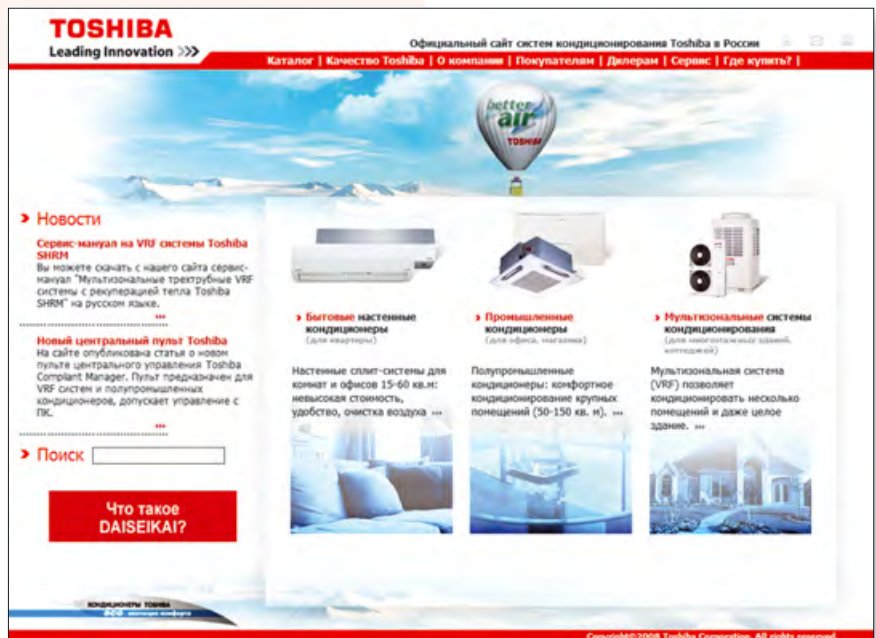 TOSHIBA
Leading Innovation >>>
Официальный сайт систем кондиционирования Toshiba в России
Каталог | Качество Toshiba | О компании | Покупателям | Дилерам | Сервис | Где купить? |
better
air
TOSHIBA
Новости
Сервис-мануал на VRF системы Toshiba
SHRM
Вы можете скачать с нашего сайта сервис-
мануал "Мультизональные трехтрубные VRF
системы с рекуперацией тепла Toshiba
SHRM" на русском языке.
Новый центральный пульт Toshiba
На сайте опубликована статья о новом
пульте центрального управления Toshiba
Compliant Manager. Пульт предназначен для
VRF систем и полупромышленных
кондиционеров, допускает управление с
ПК.
Поиск
Что такое
DAISEIKAI?
КОНДИЦИОНЕРЫ TOSHIBA
эволюция комфорта
Бытовые настенные
кондиционеры
(для квартиры)
Настенные сплит-системы для
комнат и офисов 15-60 кв.м:
невысокая стоимость,
удобство, очистка воздуха
Промышленные
кондиционеры
(для офиса, магазина)
Полупромышленные
кондиционеры: комфортное
кондиционирование крупных
помещений (50-150 кв. м).
Мультизональные системы
кондиционирования
(для многоэтажных зданий,
коттеджей)
Мультизональная система
(VRF) позволяет
кондиционировать несколько
помещений и даже целое
здание.
Copyright©2008 Toshiba Corporation, All rights reserved